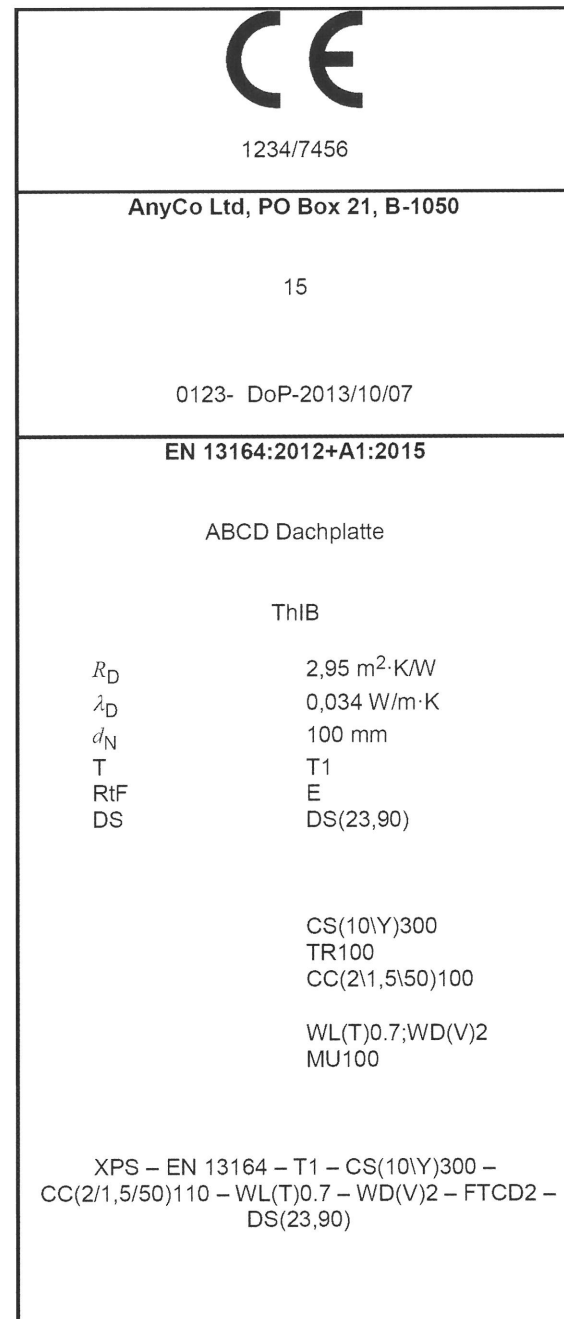 CE
1234/7456
AnyCo Ltd, PO Box 21, B-1050
15
0123- DoP-2013/10/07
EN 13164:2012+A1:2015
ABCD Dachplatte
ThIB
R_D 2,95 m²·K/W
λ_D 0,034 W/m·K
d_N 100 mm
T T1
RtF E
DS DS(23,90)
CS(10\Y)300
TR100
CC(2\1,5\50)100
WL(T)0.7;WD(V)2
MU100
XPS – EN 13164 – T1 – CS(10\Y)300 –
CC(2/1,5/50)110 – WL(T)0.7 – WD(V)2 – FTCD2 –
DS(23,90)